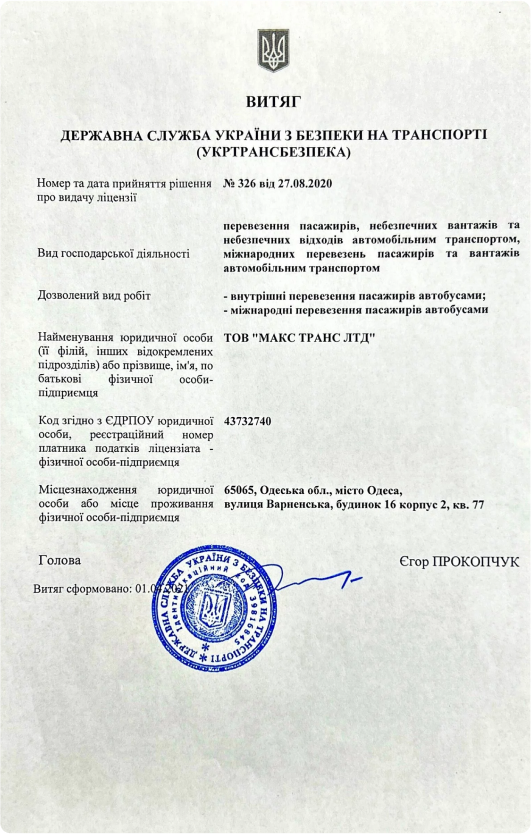 ВИТЯГ
ДЕРЖАВНА СЛУЖБА УКРАЇНИ З БЕЗПЕКИ НА ТРАНСПОРТІ
(УКРТРАНСБЕЗПЕКА)
Номер та дата прийняття рішення № 326 від 27.08.2020
про видачу ліцензії
перевезення пасажирів, небезпечних вантажів та
небезпечних відходів автомобільним транспортом,
Вид господарської діяльності міжнародних перевезень пасажирів та вантажів
автомобільним транспортом
Дозволений вид робіт - внутрішні перевезення пасажирів автобусами;
- міжнародні перевезення пасажирів автобусами
Найменування юридичної особи ТОВ "МАКС ТРАНС ЛТД"
(її філій, інших відокремлених
підрозділів) або прізвище, ім'я, по
батькові фізичної особи-
підприємця
Код згідно з ЄДРПОУ юридичної 43732740
особи, реєстраційний номер
платника податків ліцензіата -
фізичної особи-підприємця
Місцезнаходження юридичної 65065, Одеська обл., місто Одеса,
особи або місце проживання вулиця Варненська, будинок 16 корпус 2, кв. 77
фізичної особи-підприємця
Голова Єгор ПРОКОПЧУК
Витяг сформовано:
ДЕРЖАВНА СЛУЖБА УКРАЇНИ З БЕЗПЕКИ НА ТРАНСПОРТІ
Ідентифікаційний код 39816845